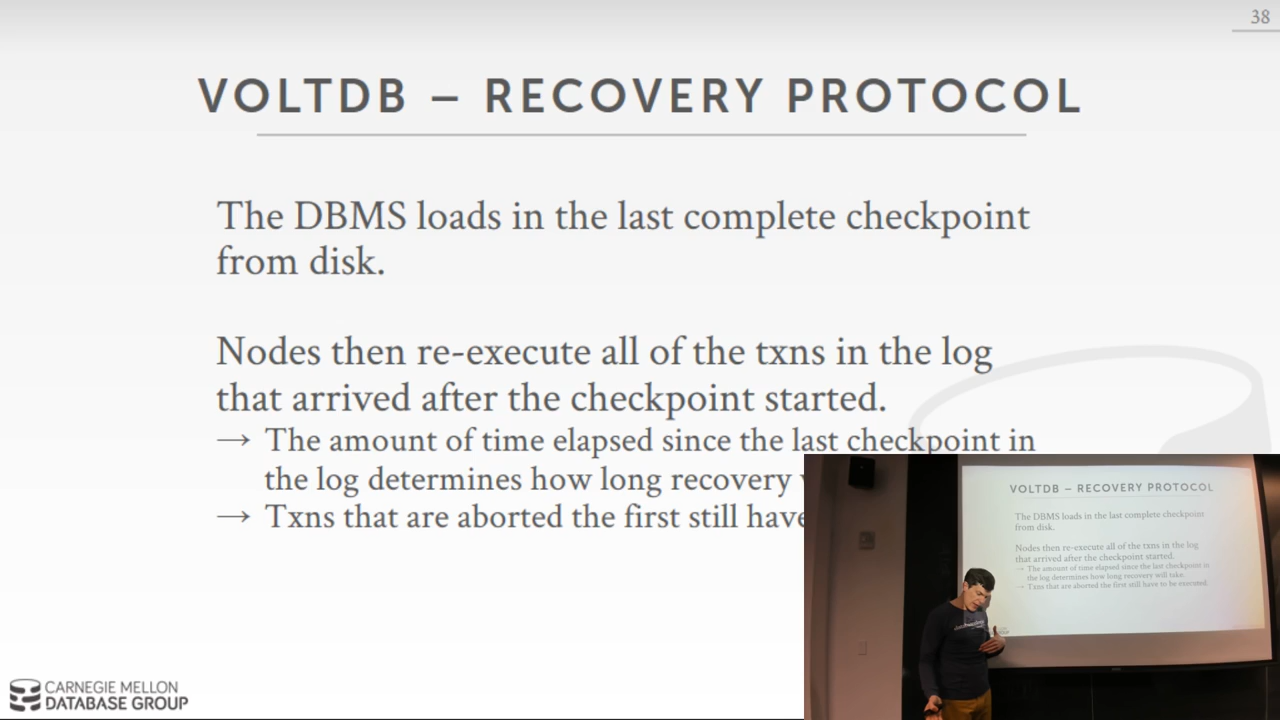 38
VOLTDB – RECOVERY PROTOCOL
The DBMS loads in the last complete checkpoint
from disk.
Nodes then re-execute all of the txns in the log
that arrived after the checkpoint started.
→ The amount of time elapsed since the last checkpoint in
the log determines how long recovery
→ Txns that are aborted the first still have
CARNEGIE MELLON
DATABASE GROUP
VOLTDB – RECOVERY PROTOCOL
The DBMS loads in the last complete checkpoint
from disk.
Nodes then re-execute all of the txns in the log
that arrived after the checkpoint started.
→ The amount of time elapsed since the last checkpoint in
the log determines how long recovery will take.
→ Txns that are aborted the first still have to be executed.